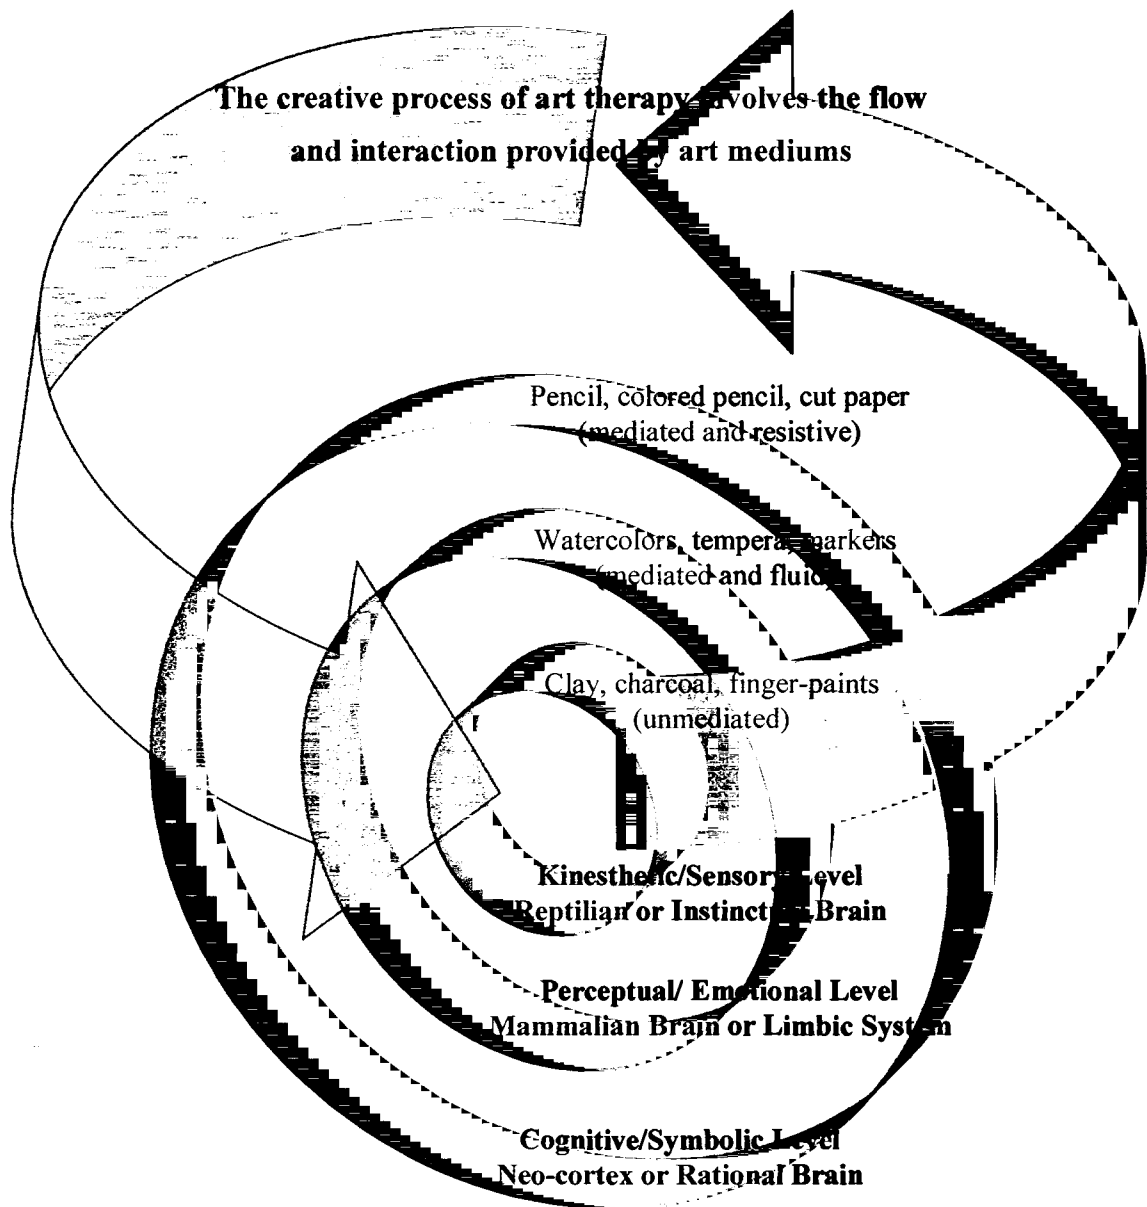 The creative process of art therapy involves the flow
and interaction provided by art mediums
Pencil, colored pencil, cut paper
(mediated and resistive)
Watercolors, tempera, markers
(mediated and fluid)
Clay, charcoal, finger-paints
(unmediated)
Kinesthetic/Sensory Level
Reptilian or Instinctual Brain
Perceptual/ Emotional Level
Mammalian Brain or Limbic System
Cognitive/Symbolic Level
Neo-cortex or Rational Brain